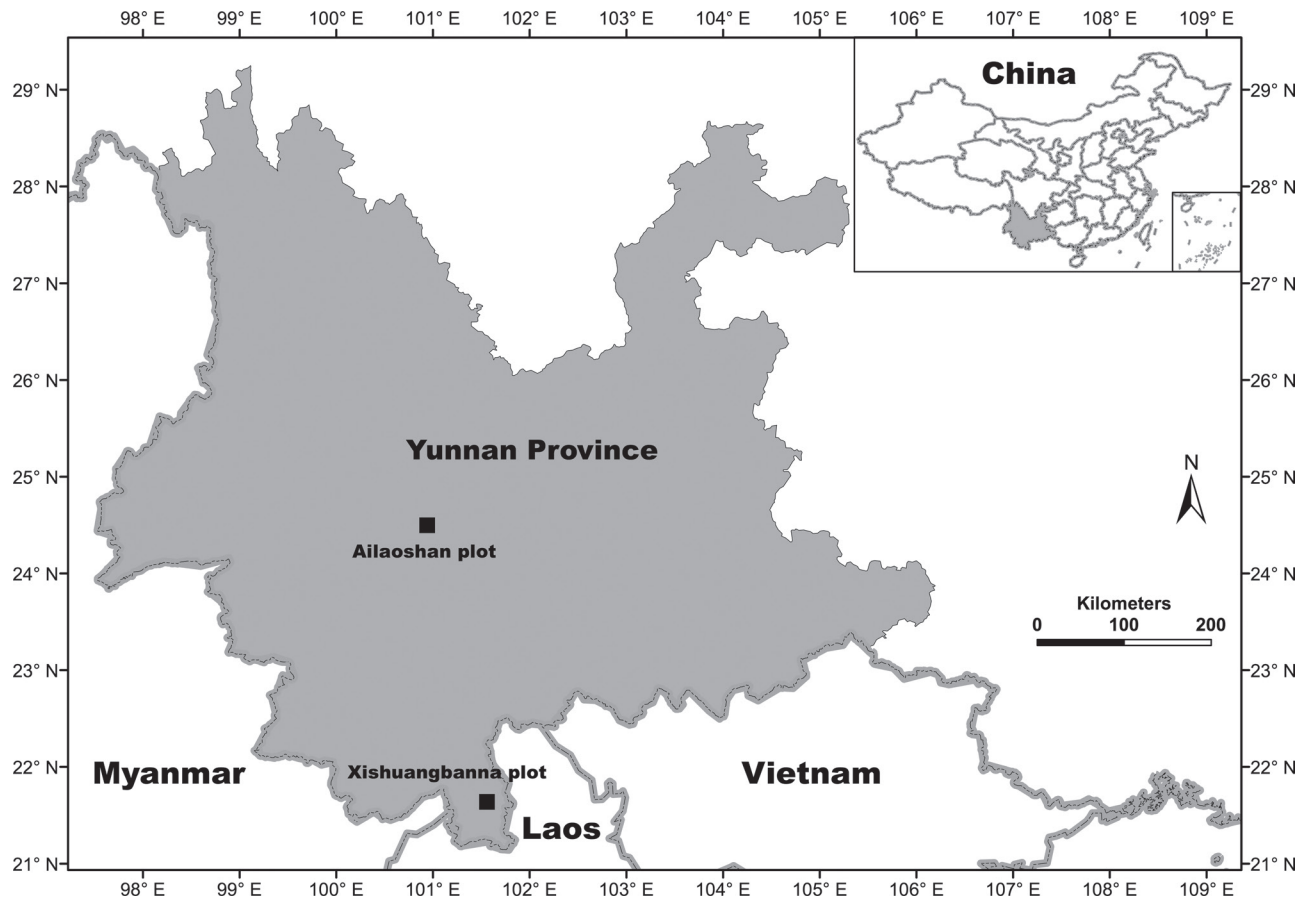 98° E 99° E 100° E 101° E 102° E 103° E 104° E 105° E 106° E 107° E 108° E 109° E
China
29° N 29° N
28° N 28° N
27° N 27° N
26° N 26° N
Yunnan Province
25° N 25° N
N
Ailaoshan plot
24° N 24° N
Kilometers
0 100 200
23° N 23° N
22° N 22° N
Myanmar
Xishuangbanna plot
Vietnam
Laos
21° N 21° N
98° E 99° E 100° E 101° E 102° E 103° E 104° E 105° E 106° E 107° E 108° E 109° E